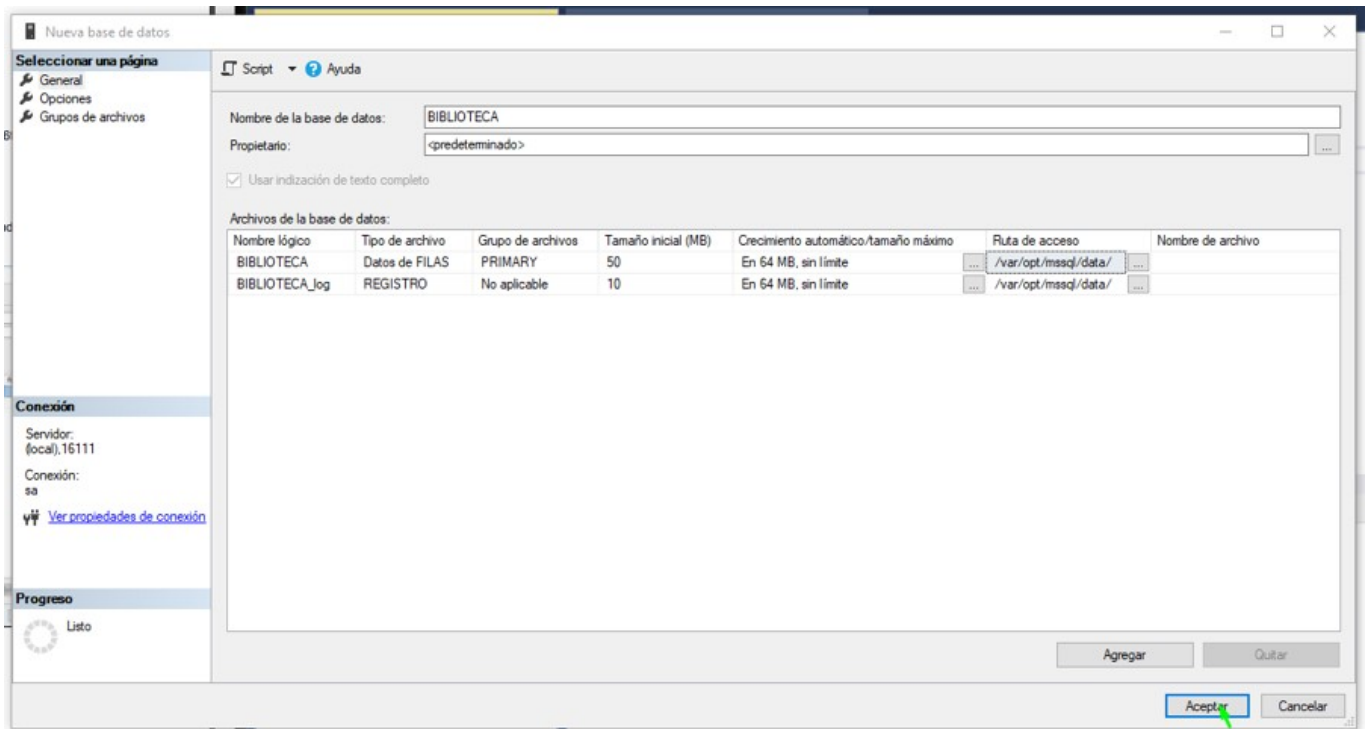 Nueva base de datos
Seleccionar una página
General
Opciones
Grupos de archivos
Script
Ayuda
Nombre de la base de datos: BIBLIOTECA
Propietario: <predeterminado> ...
Usar indización de texto completo
Archivos de la base de datos:
Nombre lógico Tipo de archivo Grupo de archivos Tamaño inicial (MB) Crecimiento automático/tamaño máximo Ruta de acceso Nombre de archivo
BIBLIOTECA Datos de FILAS PRIMARY 50 En 64 MB, sin límite ... /var/opt/mssql/data/ ...
BIBLIOTECA_log REGISTRO No aplicable 10 En 64 MB, sin límite ... /var/opt/mssql/data/ ...
Conexión
Servidor:
(local),16111
Conexión:
sa
Ver propiedades de conexión
Progreso
Listo
Agregar Quitar
Aceptar Cancelar